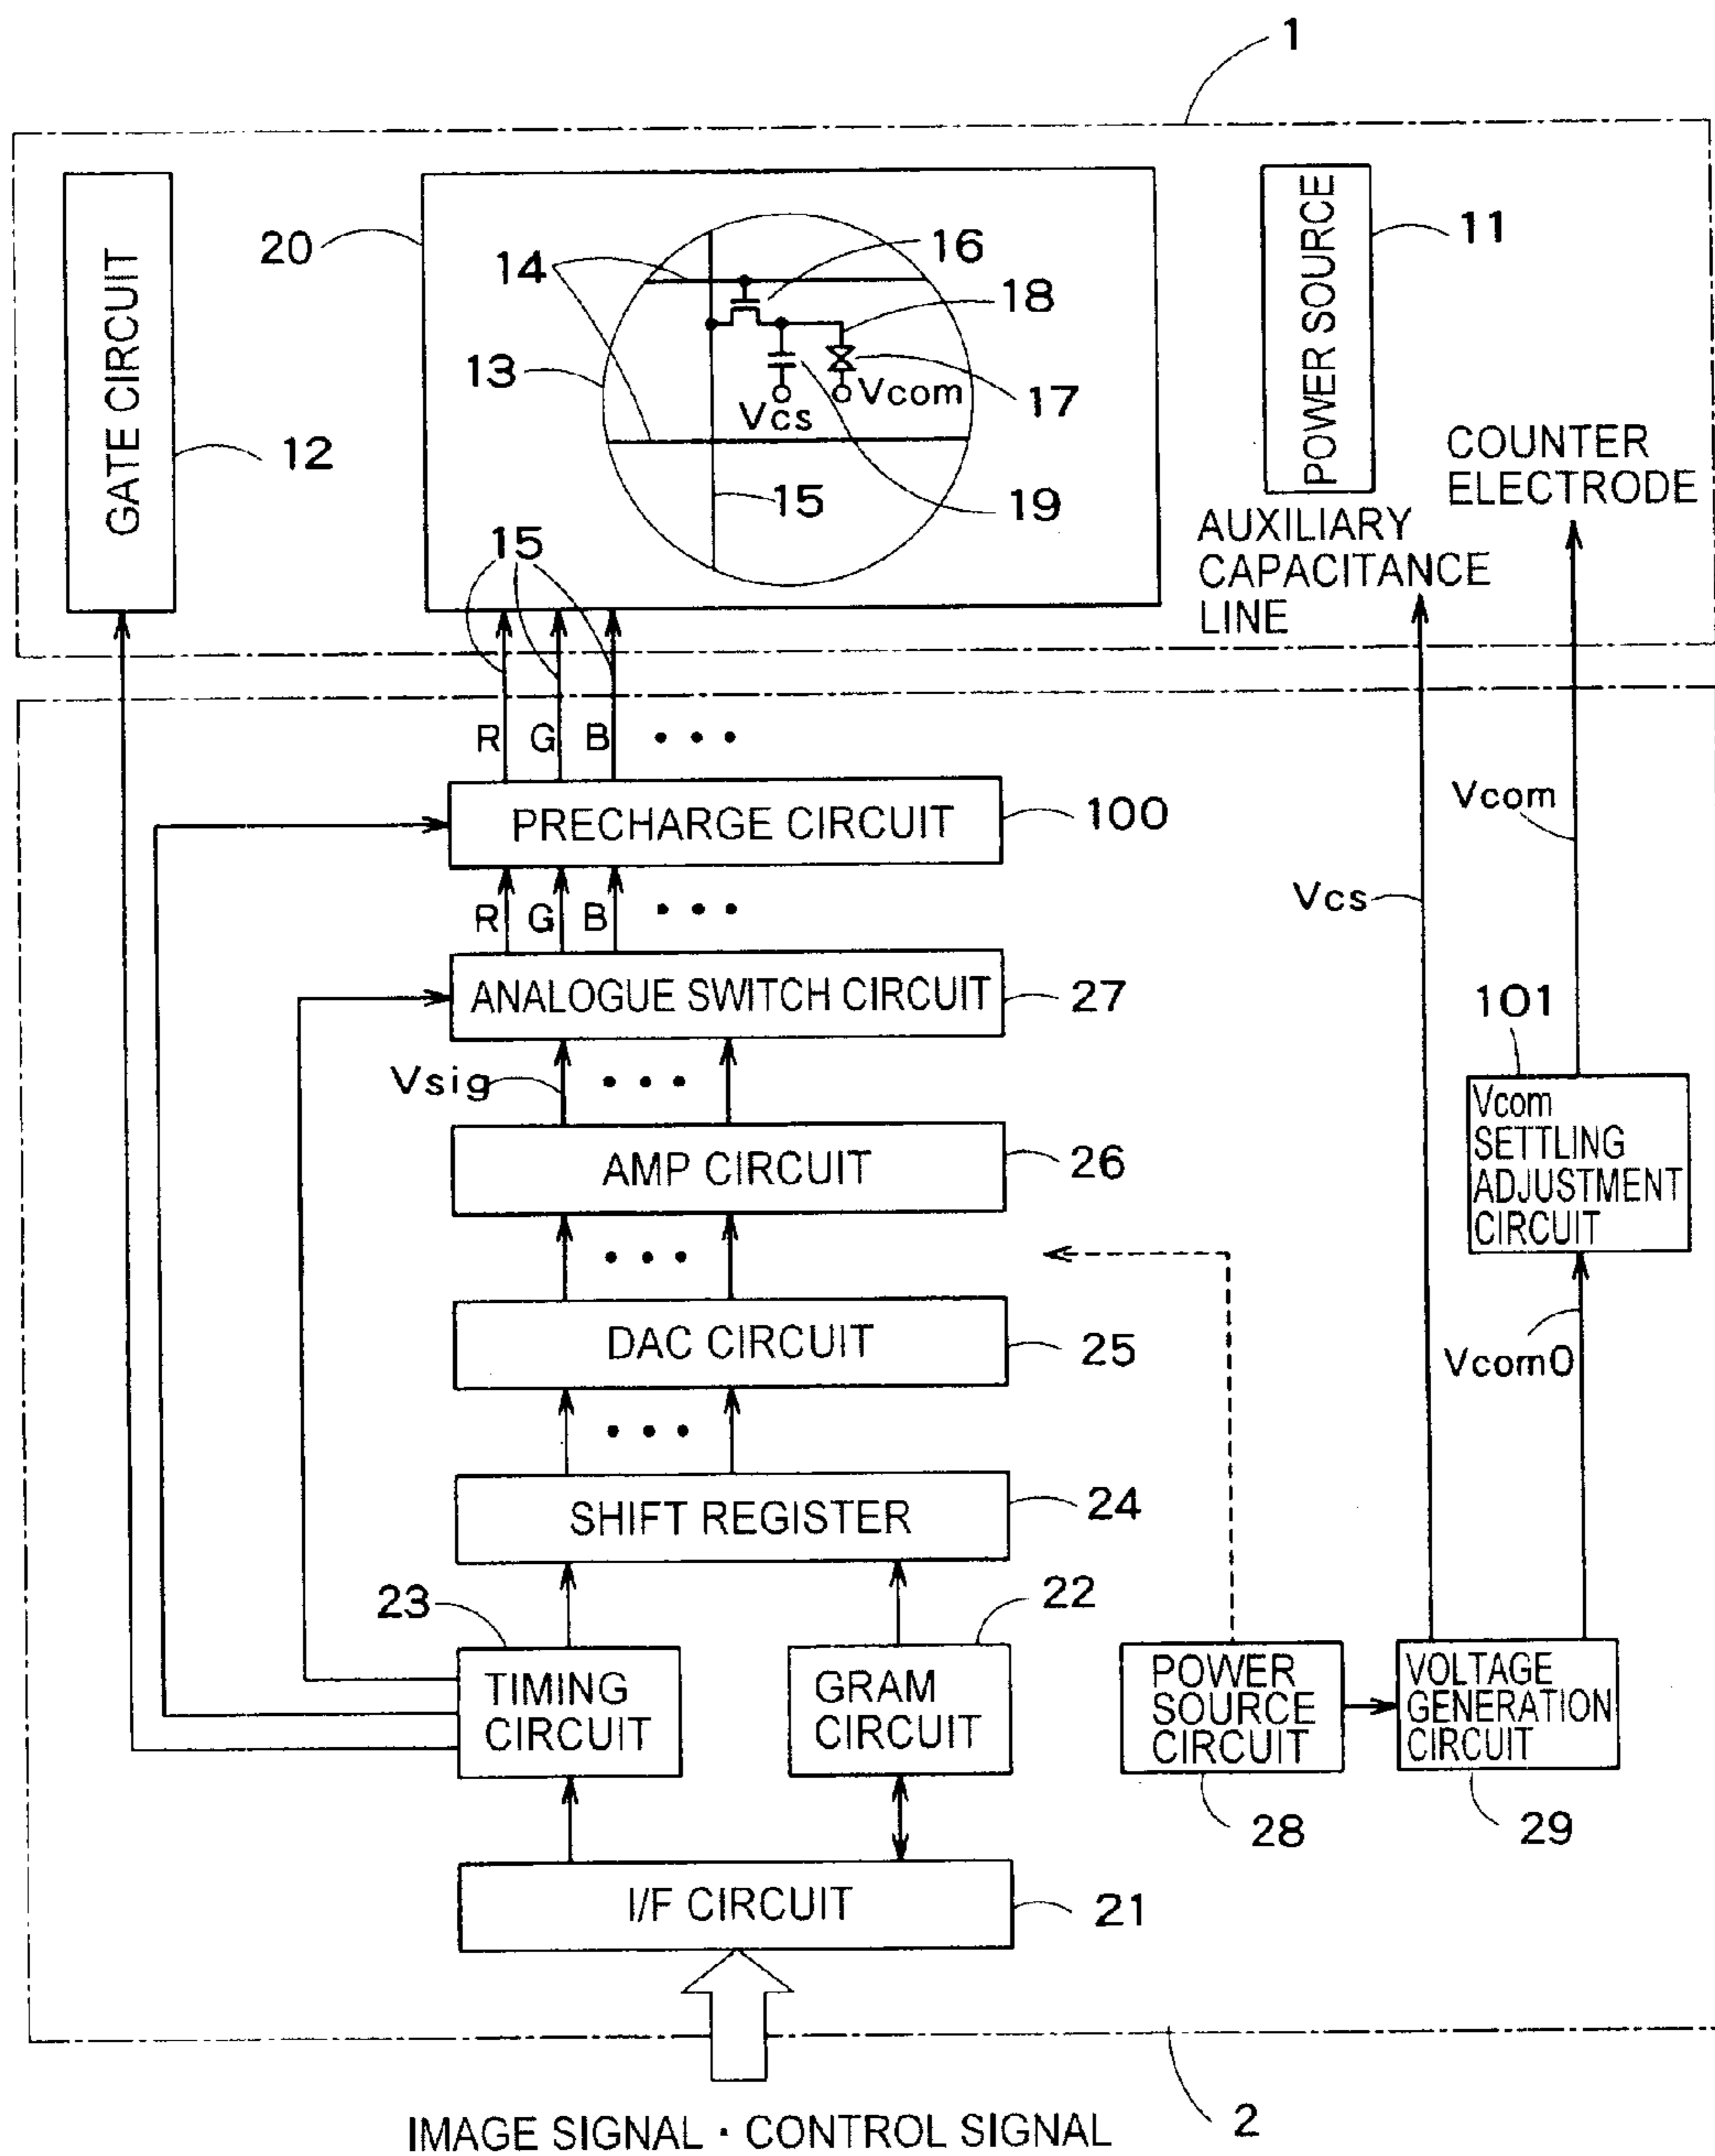 1
GATE CIRCUIT
12
20
13
14
16
18
17
Vcs
Vcom
15
19
POWER SOURCE
11
COUNTER
ELECTRODE
AUXILIARY
CAPACITANCE
LINE
15
R G B • • •
PRECHARGE CIRCUIT
100
R G B • • •
ANALOGUE SWITCH CIRCUIT
27
Vsig
• • •
AMP CIRCUIT
26
• • •
DAC CIRCUIT
25
• • •
SHIFT REGISTER
24
23
TIMING
CIRCUIT
22
GRAM
CIRCUIT
I/F CIRCUIT
21
POWER
SOURCE
CIRCUIT
28
VOLTAGE
GENERATION
CIRCUIT
29
Vcs
Vcom
101
Vcom
SETTLING
ADJUSTMENT
CIRCUIT
Vcom0
2
IMAGE SIGNAL · CONTROL SIGNAL